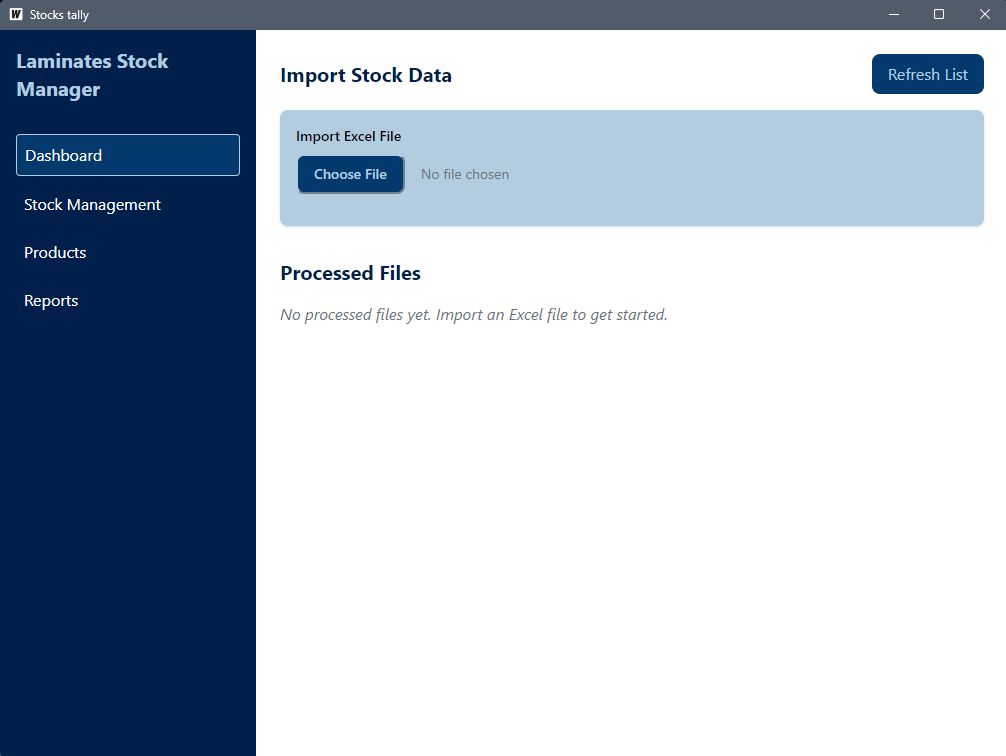 W Stocks tally
Laminates Stock
Manager
Dashboard
Stock Management
Products
Reports
Import Stock Data
Refresh List
Import Excel File
Choose File
No file chosen
Processed Files
No processed files yet. Import an Excel file to get started.